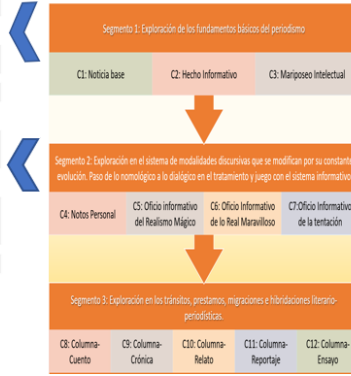 Segmento 1: Exploración de los fundamentos básicos del periodismo
C1: Noticia base
C2: Hecho Informativo
C3: Mariposeo Intelectual
Segmento 2: Exploración en el sistema de modalidades discursivas que se modifican por su constante
evolución. Paso de lo nomológico a lo dialógico en el tratamiento y juego con el sistema informativo
C4: Notos Personal
C5: Oficio informativo
del Realismo Mágico
C6: Oficio Informativo
de lo Real Maravilloso
C7:Oficio Informativo
de la tentación
Segmento 3: Exploración en los tránsitos, prestamos, migraciones e hibridaciones literario-
periodísticas.
C8: Columna-
Cuento
C9: Columna-
Crónica
C10: Columna-
Relato
C11: Columna-
Reportaje
C12: Columna-
Ensayo